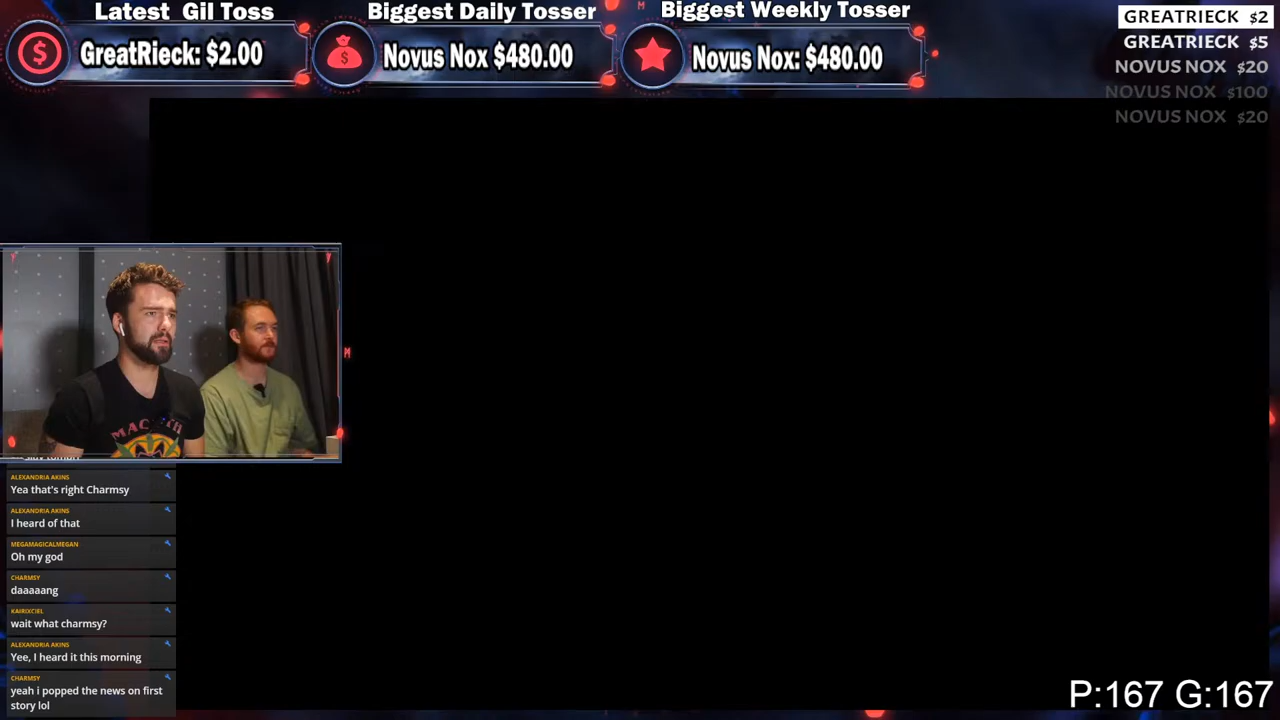 Latest Gil Toss
GreatRieck: $2.00
Biggest Daily Tosser
Novus Nox $480.00
Biggest Weekly Tosser
Novus Nox: $480.00
GREATRIECK $2
GREATRIECK $5
NOVUS NOX $20
NOVUS NOX $100
NOVUS NOX $20
ALEXANDRIA AKINS
Yea that's right Charmsy
ALEXANDRIA AKINS
I heard of that
MEGAMAGICALMEGAN
Oh my god
CHARMSY
daaaaang
KAIRIXCIEL
wait what charmsy?
ALEXANDRIA AKINS
Yee, I heard it this morning
CHARMSY
yeah i popped the news on first
story lol
P:167 G:167